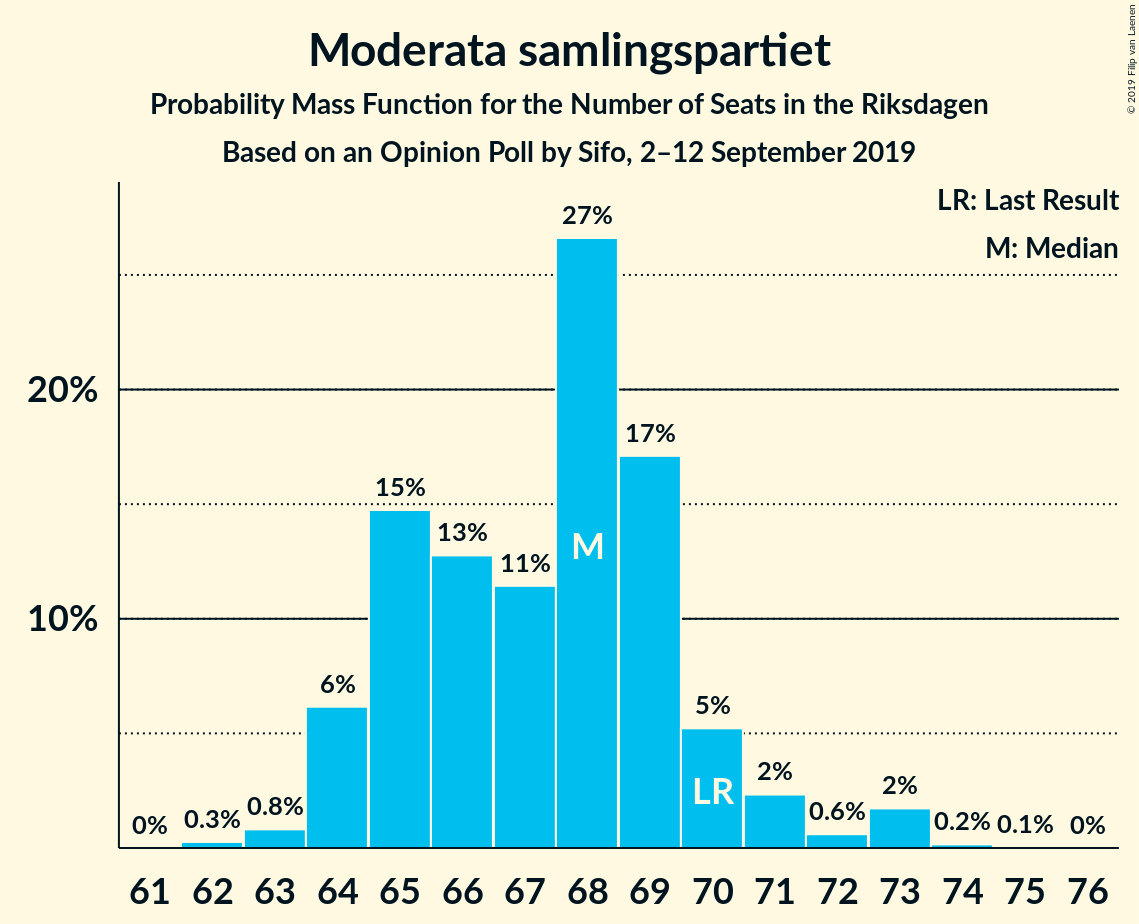 Moderata samlingspartiet
Probability Mass Function for the Number of Seats in the Riksdagen
Based on an Opinion Poll by Sifo, 2–12 September 2019
© 2019 Filip van Laenen
LR: Last Result
M: Median
20%
10%
0%
0.3%
0.8%
6%
15%
13%
11%
27%
17%
5%
2%
0.6%
2%
0.2%
0.1%
0%
M
LR
61 62 63 64 65 66 67 68 69 70 71 72 73 74 75 76